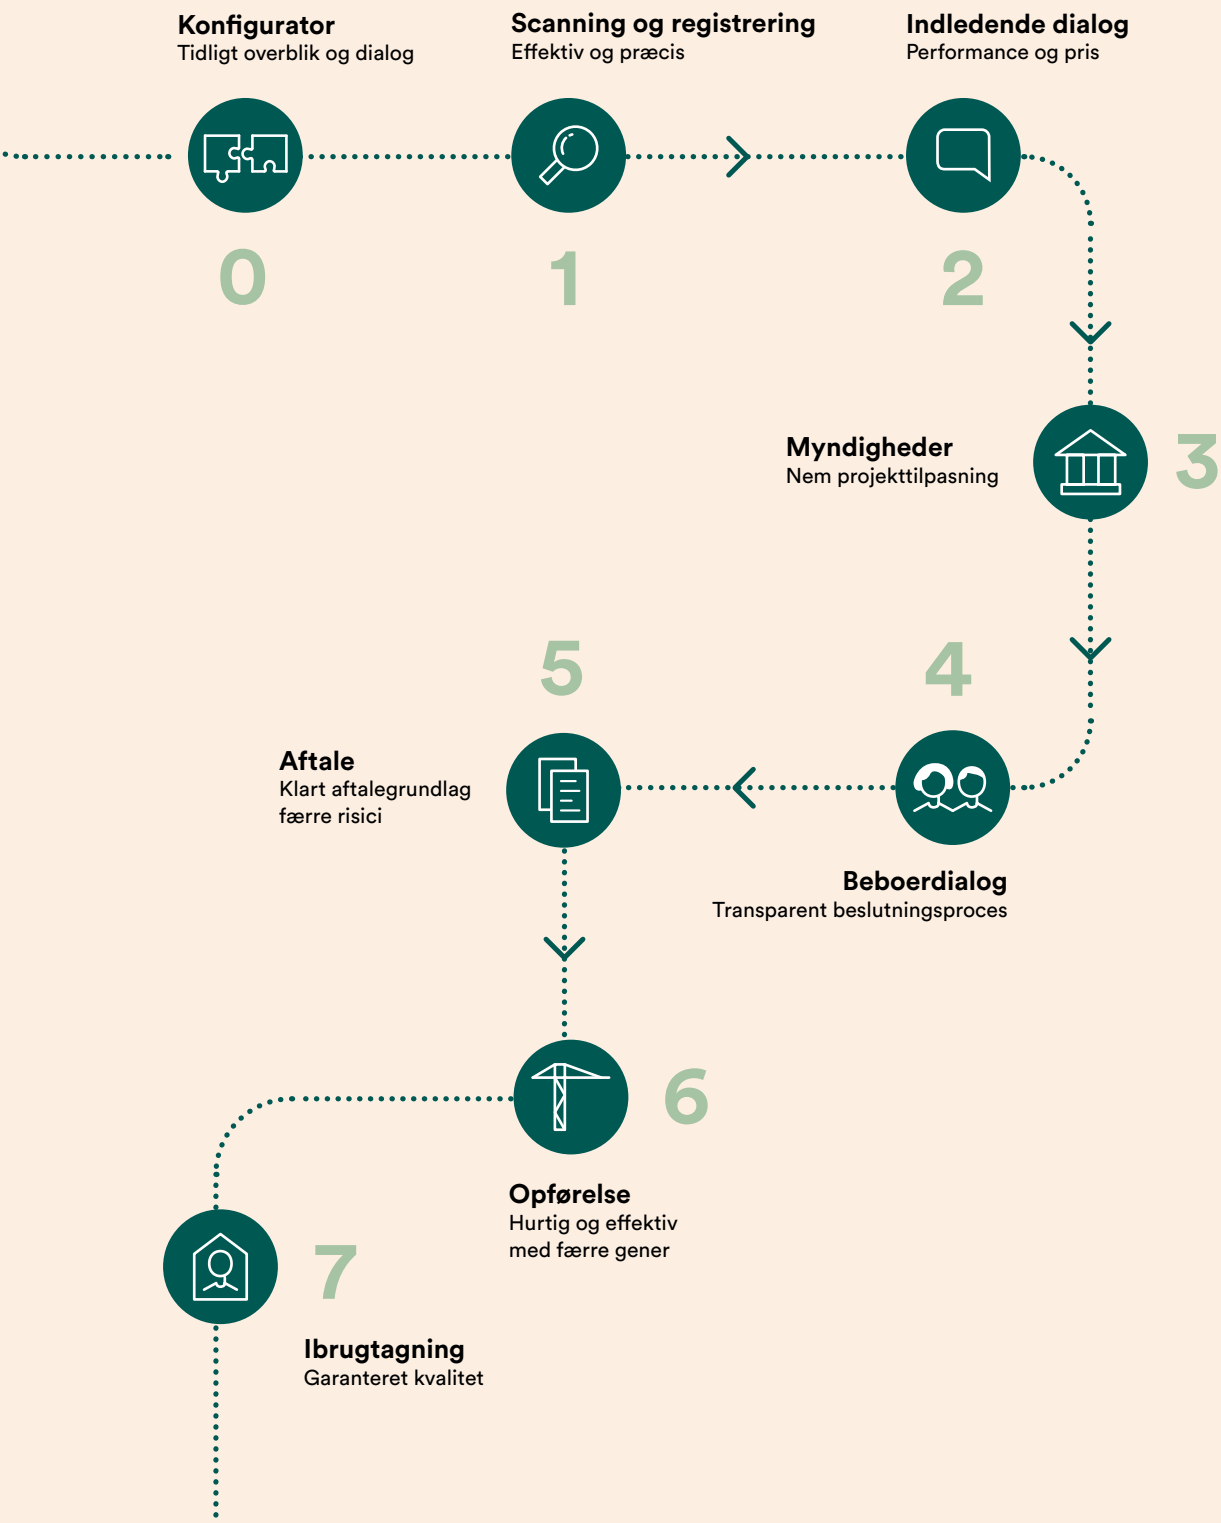 Konfigurator
Tidligt overblik og dialog
0
Scanning og registrering
Effektiv og præcis
1
Indledende dialog
Performance og pris
2
Myndigheder
Nem projekttilpasning
3
4
Beboerdialog
Transparent beslutningsproces
5
Aftale
Klart aftalegrundlag
færre risici
6
Opførelse
Hurtig og effektiv
med færre gener
7
Ibrugtagning
Garanteret kvalitet